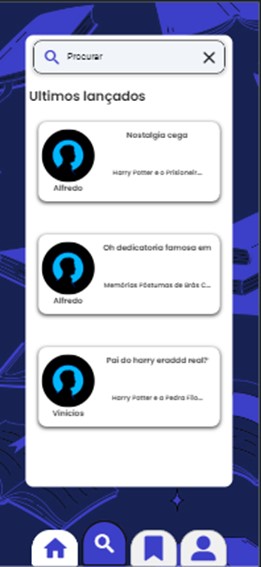 Procurar
Ultimos lançados
Nostalgia cega
Harry Potter e o Prisioneir...
Alfredo
Oh dedicatoria famosa em
Memórias Póstumas de Brás C...
Alfredo
Pai do harry eraddd real?
Harry Potter e a Pedra Filo...
Vinicios